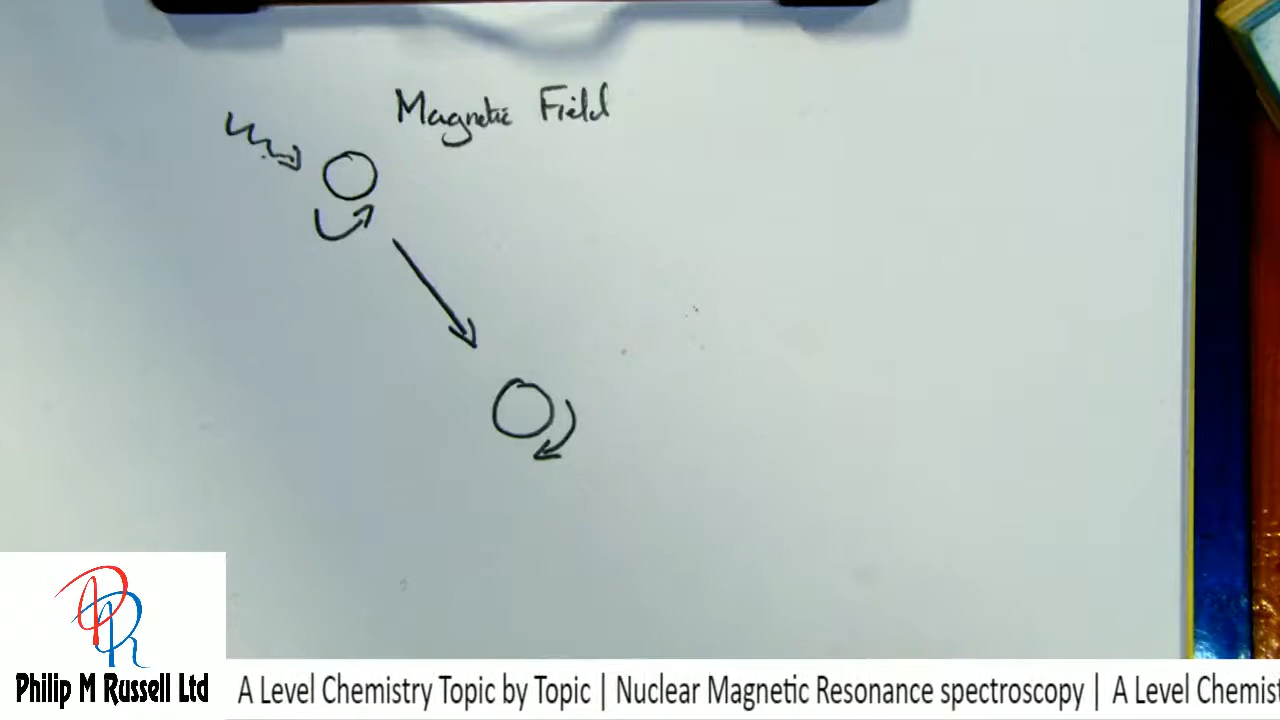 Magnetic Field
Philip M Russell Ltd
A Level Chemistry Topic by Topic | Nuclear Magnetic Resonance spectroscopy | A Level Chemist